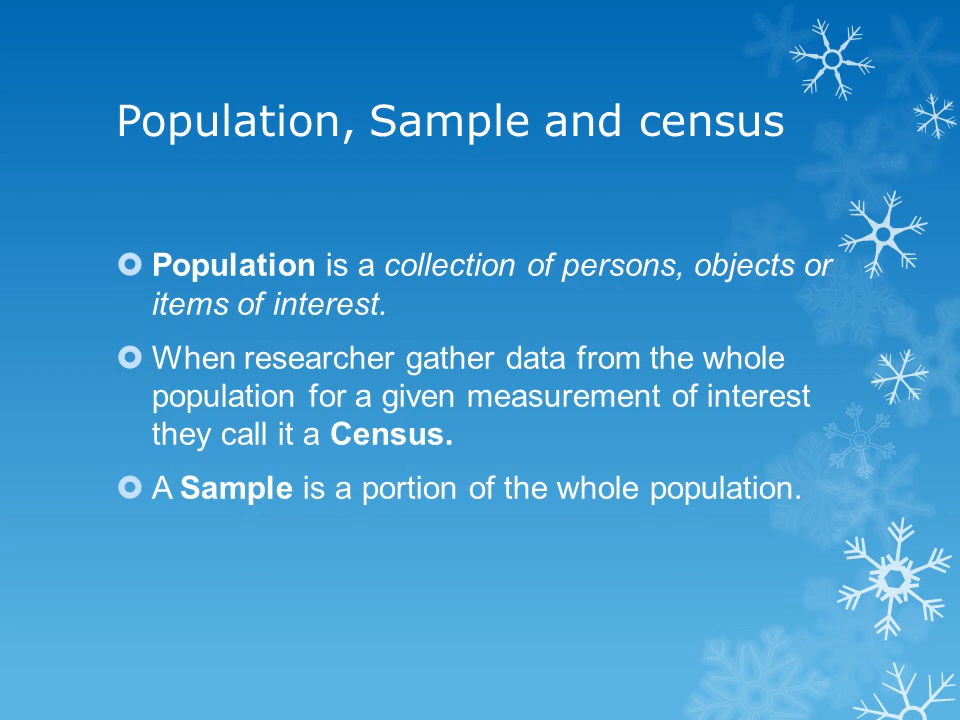 Population, Sample and census
Population is a collection of persons, objects or
items of interest.
When researcher gather data from the whole
population for a given measurement of interest
they call it a Census.
A Sample is a portion of the whole population.